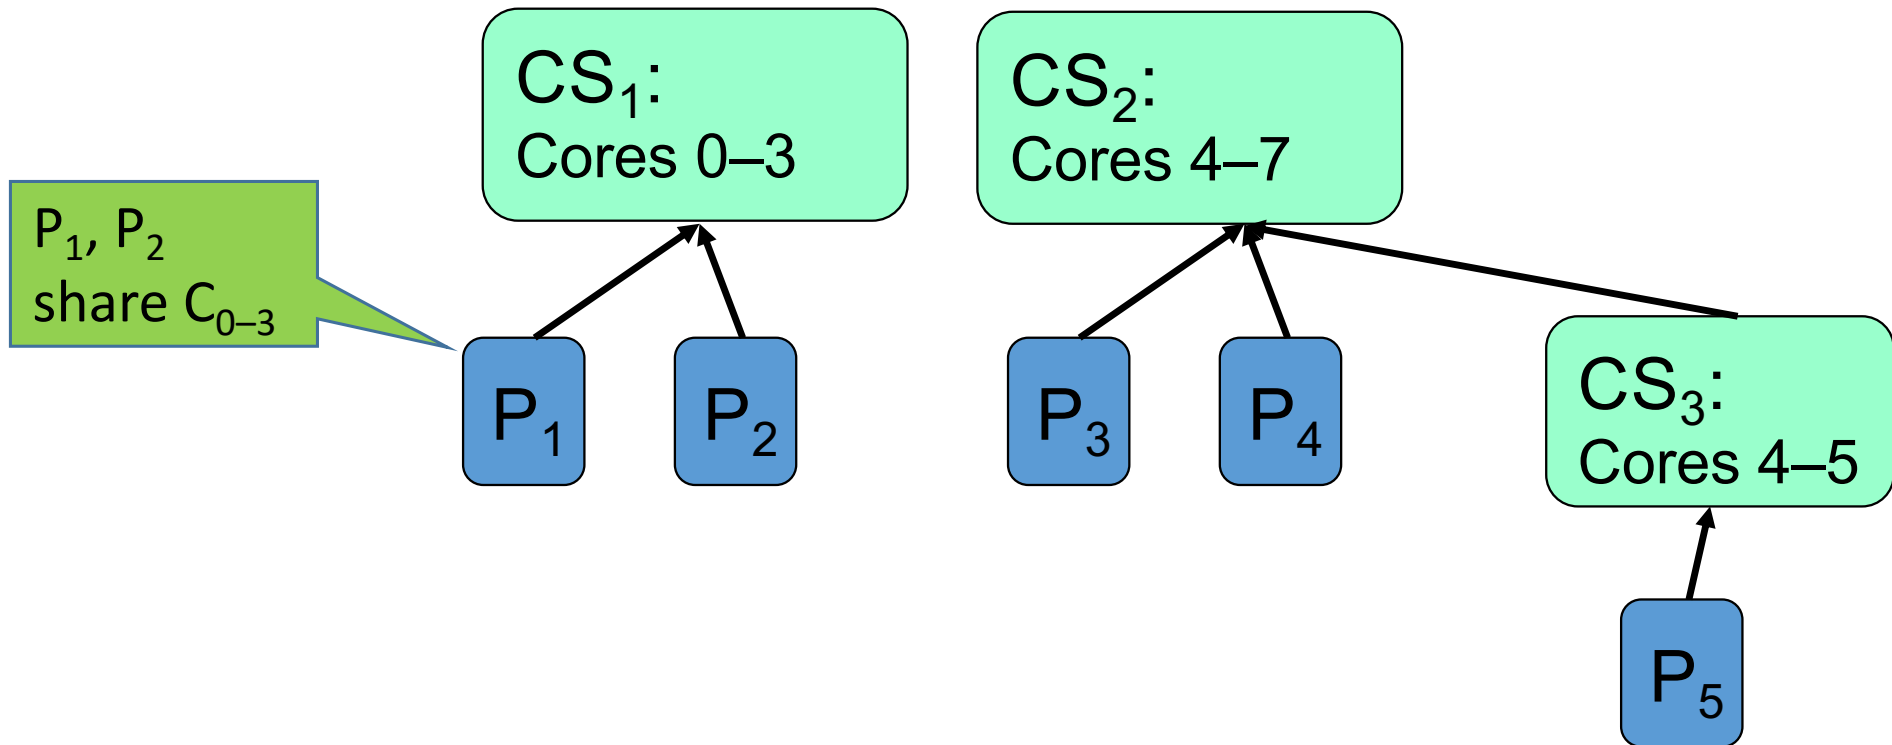 CS₁:
Cores 0–3
CS₂:
Cores 4–7
P₁, P₂
share C₀₋₃
P₁
P₂
P₃
P₄
CS₃:
Cores 4–5
P₅